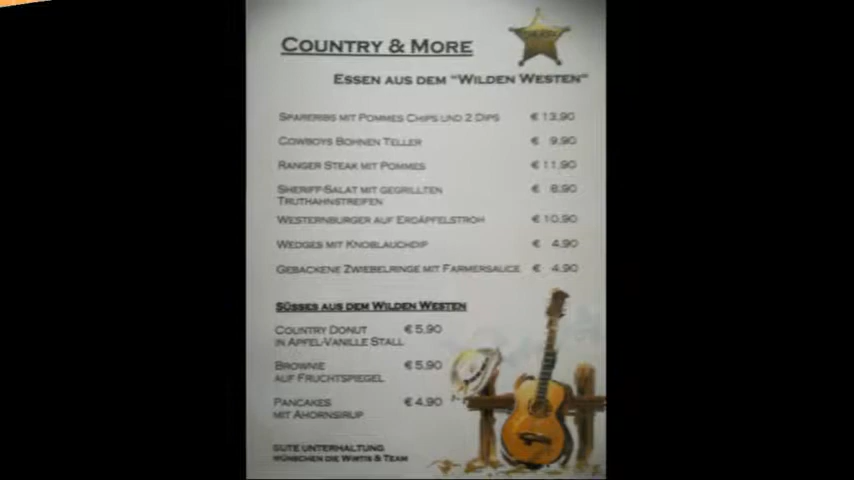 COUNTRY & MORE
ESSEN AUS DEM "WILDEN WESTEN"
SPARERIBS MIT POMMES CHIPS UND 2 DIPS € 13,90
COWBOYS BOHNEN TELLER € 9,90
RANGER STEAK MIT POMMES € 11,90
SHERIFF-SALAT MIT GEGRILLTEN € 8,90
TRUTHAHNSTREIFEN
WESTERNBURGER AUF ERDÄPFELSTROH € 10,90
WEDGES MIT KNOBLAUCHDIP € 4,90
GEBACKENE ZWIEBELRINGE MIT FARMERSAUCE € 4,90
SÜSSES AUS DEM WILDEN WESTEN
COUNTRY DONUT € 5,90
IN APFEL-VANILLE STALL
BROWNIE € 5,90
AUF FRUCHTSPIEGEL
PANCAKES € 4,90
MIT AHORNSIRUP
GUTE UNTERHALTUNG
WÜNSCHEN DIE WIRTIS & TEAM